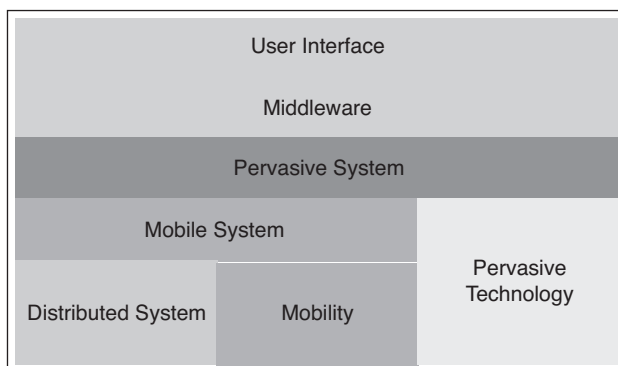 User Interface
Middleware
Pervasive System
Mobile System
Pervasive
Technology
Distributed System
Mobility